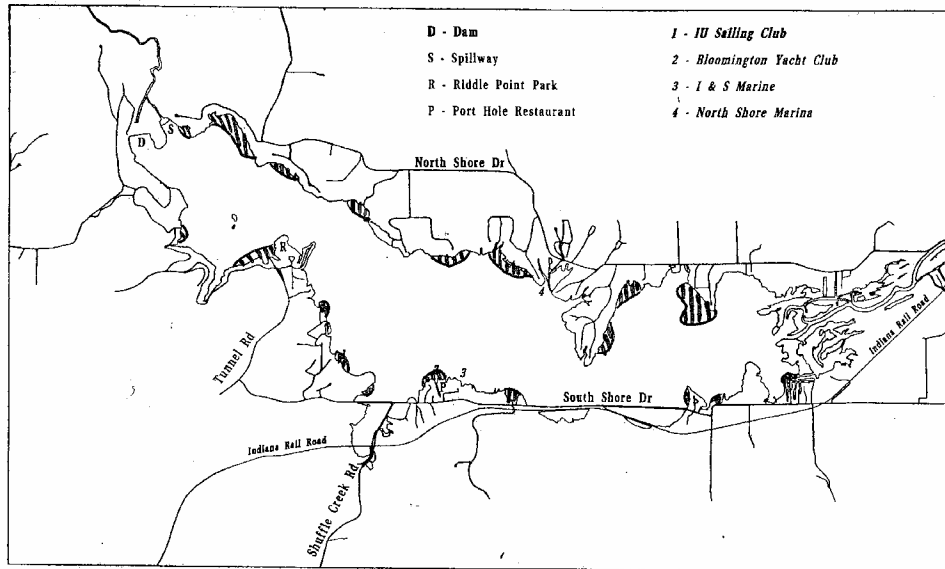 D - Dam
S - Spillway
R - Riddle Point Park
P - Port Hole Restaurant
1 - IU Sailing Club
2 - Bloomington Yacht Club
3 - I & S Marine
4 - North Shore Marina
D
S
North Shore Dr
R
4
Tunnel Rd
3
P
South Shore Dr
Indiana Rail Road
Indiana Rail Road
Shuffle Creek Rd